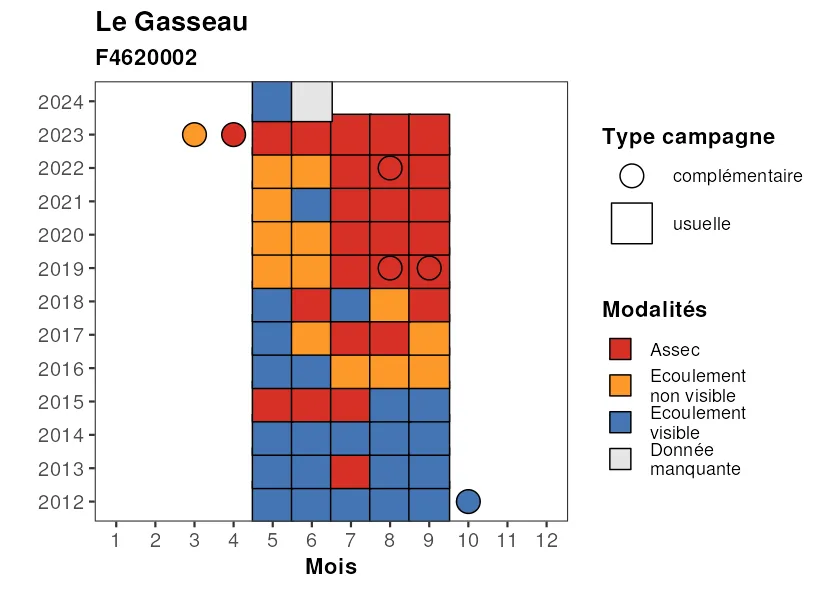 Le Gasseau
F4620002
2024
2023
2022
2021
2020
2019
2018
2017
2016
2015
2014
2013
2012
1 2 3 4 5 6 7 8 9 10 11 12
Mois
Type campagne
complémentaire
usuelle
Modalités
Assec
Ecoulement
non visible
Ecoulement
visible
Donnée
manquante